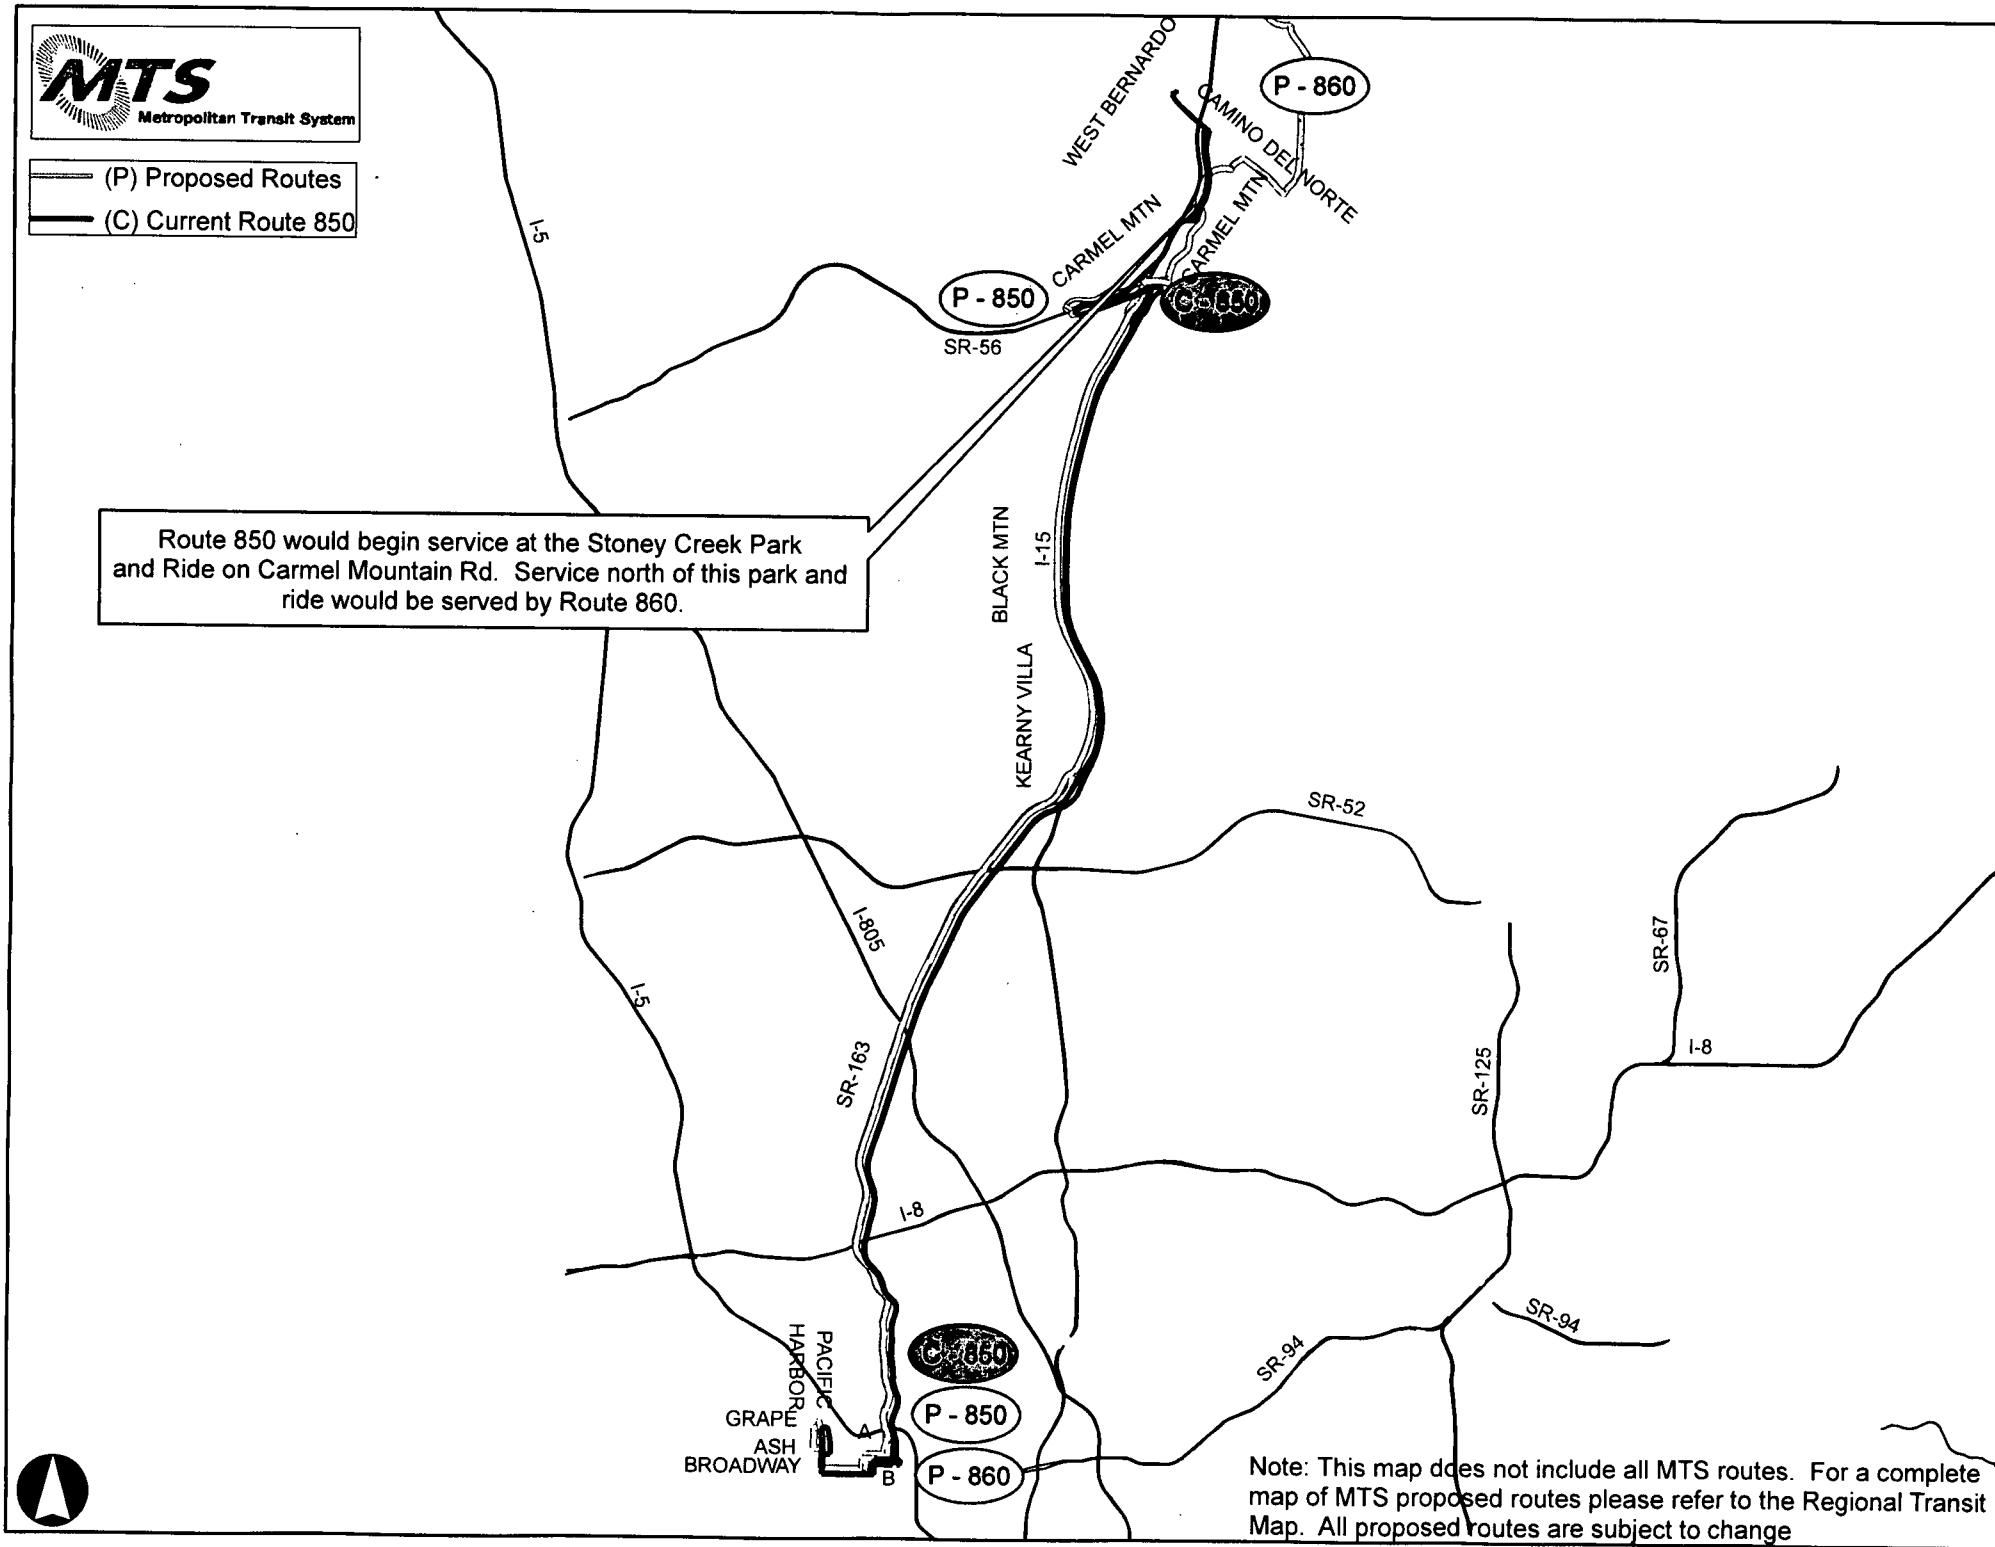 MTS
Metropolitan Transit System
(P) Proposed Routes
(C) Current Route 850
WEST BERNARDO
P - 860
CAMINO DEL NORTE
CARMEL MTN
CARMEL MTN
I-5
P - 850
C - 850
SR-56
Route 850 would begin service at the Stoney Creek Park
and Ride on Carmel Mountain Rd. Service north of this park and
ride would be served by Route 860.
BLACK MTN
I-15
KEARNY VILLA
SR-52
I-805
SR-67
I-5
SR-163
SR-125
I-8
I-8
SR-94
SR-94
HARBOR
PACIFIC
P - 850
GRAPE
A
ASH
BROADWAY
B
P - 860
Note: This map does not include all MTS routes. For a complete
map of MTS proposed routes please refer to the Regional Transit
Map. All proposed routes are subject to change